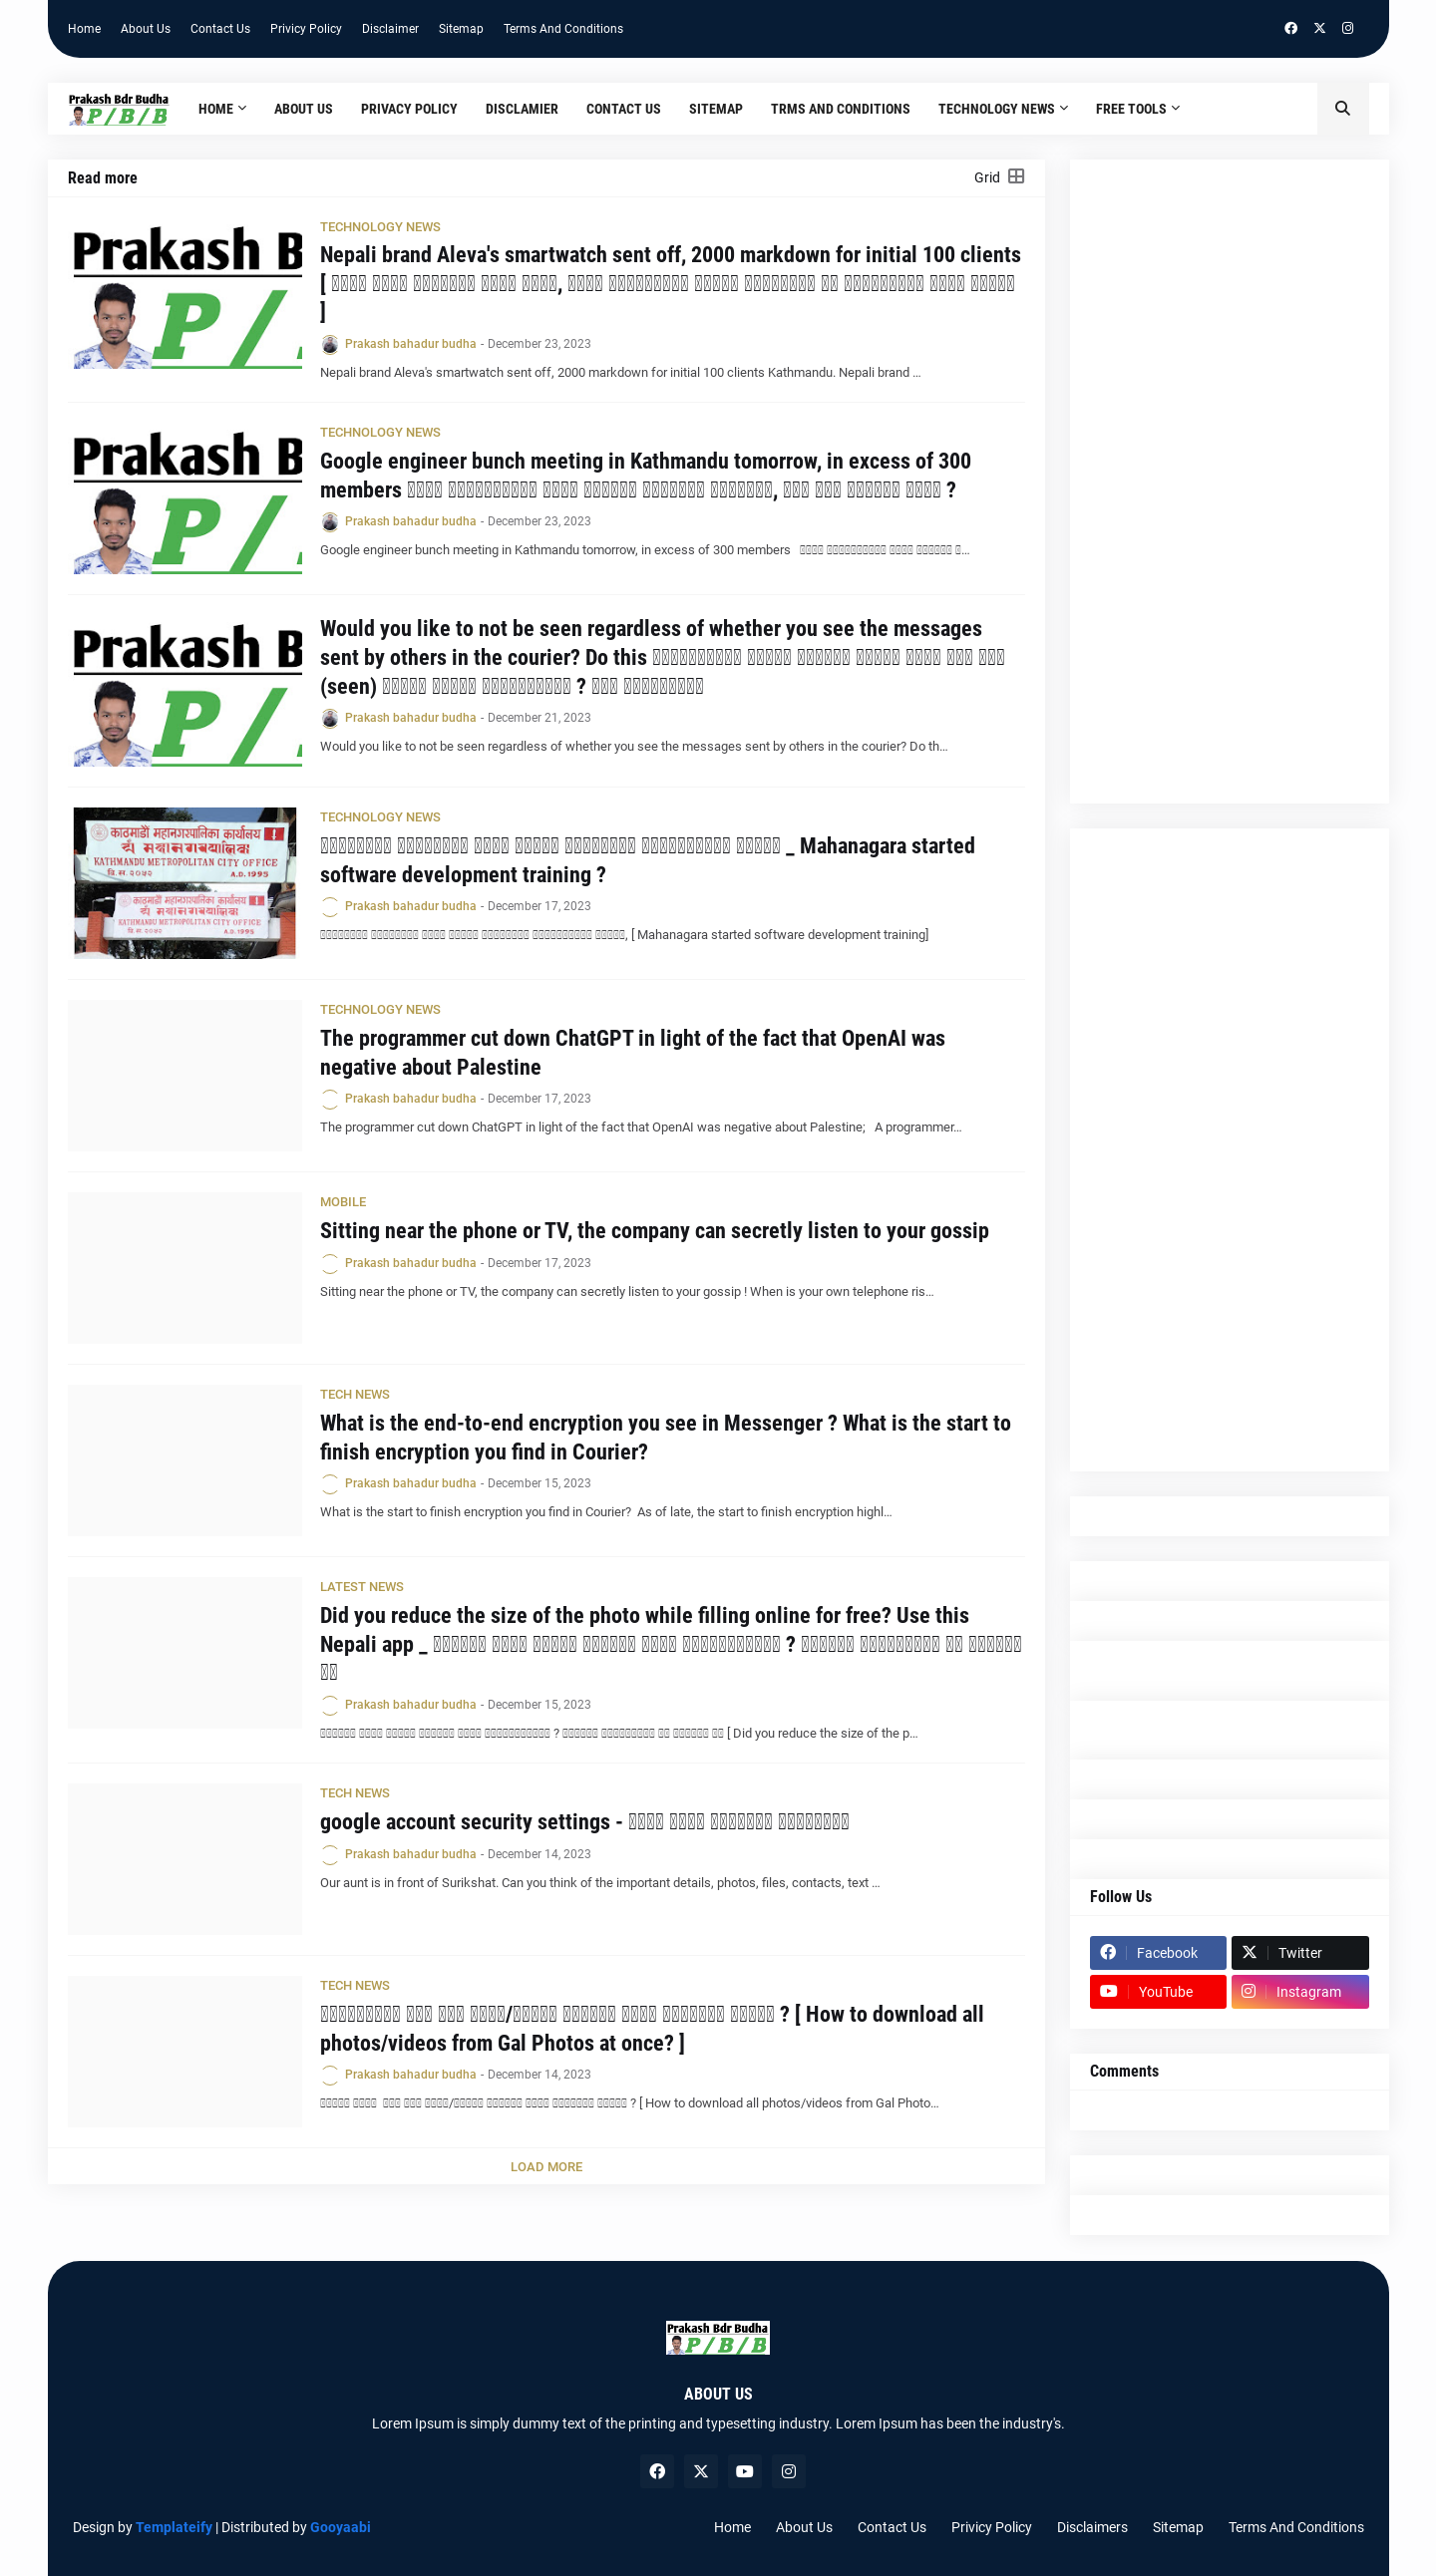 Home About Us Contact Us Privicy Policy Disclaimer Sitemap Terms And Conditions
Prakash Bdr Budha
P/B/B
HOME ABOUT US PRIVACY POLICY DISCLAMIER CONTACT US SITEMAP TRMS AND CONDITIONS TECHNOLOGY NEWS FREE TOOLS
Read more
Grid
Prakash B
P/
TECHNOLOGY NEWS
Nepali brand Aleva's smartwatch sent off, 2000 markdown for initial 100 clients
[
]
Prakash bahadur budha - December 23, 2023
Nepali brand Aleva's smartwatch sent off, 2000 markdown for initial 100 clients Kathmandu. Nepali brand ...
Prakash B
P/
TECHNOLOGY NEWS
Google engineer bunch meeting in Kathmandu tomorrow, in excess of 300
members ?
Prakash bahadur budha - December 23, 2023
Google engineer bunch meeting in Kathmandu tomorrow, in excess of 300 members
Prakash B
P/
Would you like to not be seen regardless of whether you see the messages
sent by others in the courier? Do this
(seen) ?
Prakash bahadur budha - December 21, 2023
Would you like to not be seen regardless of whether you see the messages sent by others in the courier? Do th...
काठमाडौं महानगरपालिका कार्यालय
KATHMANDU METROPOLITAN CITY OFFICE
वि.स. २०५२ A.D.1995
काठमाडौं महानगरपालिका कार्यालय
KATHMANDU METROPOLITAN CITY OFFICE
वि.स. २०५२ A.D.1995
TECHNOLOGY NEWS
_ Mahanagara started
software development training ?
Prakash bahadur budha - December 17, 2023
[ Mahanagara started software development training]
TECHNOLOGY NEWS
The programmer cut down ChatGPT in light of the fact that OpenAI was
negative about Palestine
Prakash bahadur budha - December 17, 2023
The programmer cut down ChatGPT in light of the fact that OpenAI was negative about Palestine; A programmer...
MOBILE
Sitting near the phone or TV, the company can secretly listen to your gossip
Prakash bahadur budha - December 17, 2023
Sitting near the phone or TV, the company can secretly listen to your gossip ! When is your own telephone ris...
TECH NEWS
What is the end-to-end encryption you see in Messenger ? What is the start to
finish encryption you find in Courier?
Prakash bahadur budha - December 15, 2023
What is the start to finish encryption you find in Courier? As of late, the start to finish encryption highl...
LATEST NEWS
Did you reduce the size of the photo while filling online for free? Use this
Nepali app _ ?
Prakash bahadur budha - December 15, 2023
? [ Did you reduce the size of the p...
TECH NEWS
google account security settings -
Prakash bahadur budha - December 14, 2023
Our aunt is in front of Surikshat. Can you think of the important details, photos, files, contacts, text ...
TECH NEWS
/ ? [ How to download all
photos/videos from Gal Photos at once? ]
Prakash bahadur budha - December 14, 2023
/ ? [ How to download all photos/videos from Gal Photo...
LOAD MORE
Follow Us
Facebook Twitter
YouTube Instagram
Comments
Prakash Bdr Budha
P/B/B
ABOUT US
Lorem Ipsum is simply dummy text of the printing and typesetting industry. Lorem Ipsum has been the industry's.
Design by Templateify | Distributed by Gooyaabi
Home About Us Contact Us Privicy Policy Disclaimers Sitemap Terms And Conditions